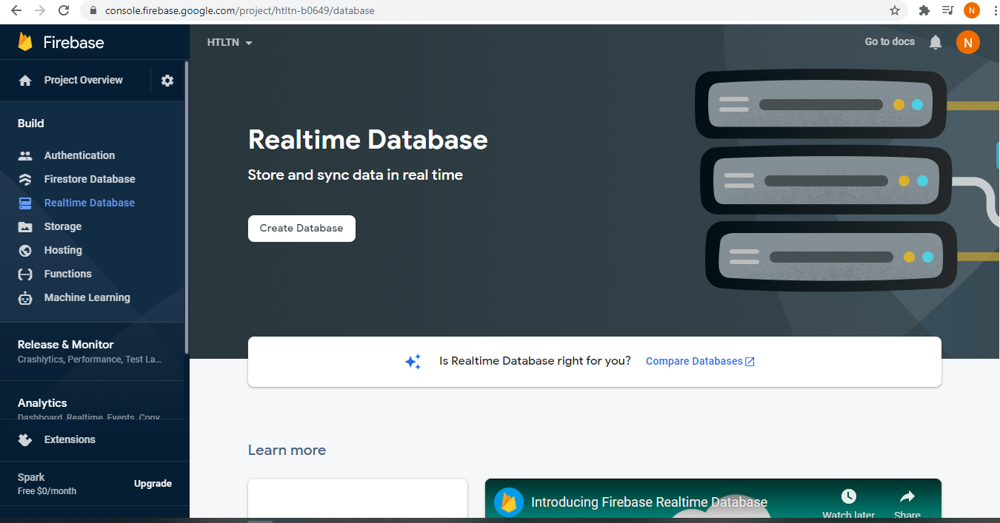 console.firebase.google.com/project/htltn-b0649/database
N
Firebase
HTLTN
Go to docs
N
Project Overview
Build
Authentication
Firestore Database
Realtime Database
Storage
Hosting
Functions
Machine Learning
Release & Monitor
Crashlytics, Performance, Test La...
Analytics
Dashboard, Realtime, Events, Conv
Extensions
Spark
Free $0/month
Upgrade
Realtime Database
Store and sync data in real time
Create Database
Is Realtime Database right for you? Compare Databases
Learn more
Introducing Firebase Realtime Database
Watch later
Share